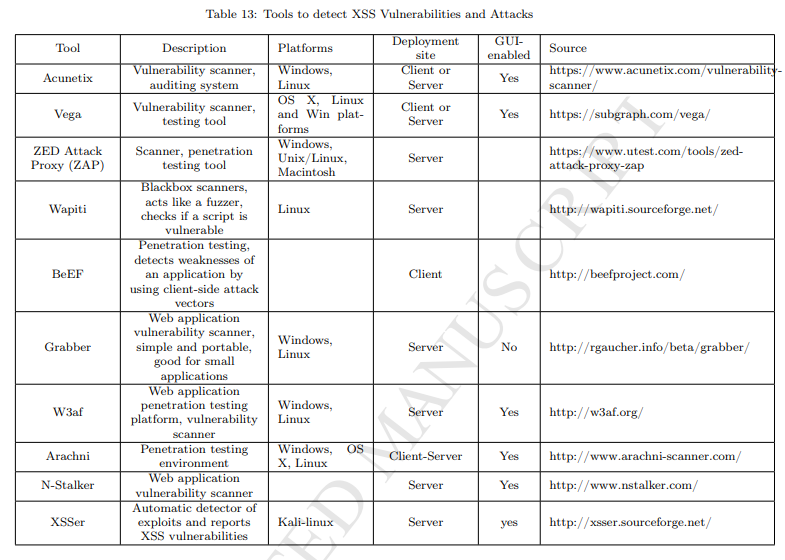 Table 13: Tools to detect XSS Vulnerabilities and Attacks
Tool Description Platforms Deployment site GUI-enabled Source
Acunetix
Vulnerability scanner,
auditing system
Windows,
Linux
Client or
Server
Yes
https://www.acunetix.com/vulnerability-
scanner/
Vega
Vulnerability scanner,
testing tool
OS X, Linux
and Win plat-
forms
Client or
Server
Yes
https://subgraph.com/vega/
ZED Attack
Proxy (ZAP)
Scanner, penetration
testing tool
Windows,
Unix/Linux,
Macintosh
Server
https://www.utest.com/tools/zed-
attack-proxy-zap
Wapiti
Blackbox scanners,
acts like a fuzzer,
checks if a script is
vulnerable
Linux
Server
http://wapiti.sourceforge.net/
BeEF
Penetration testing,
detects weaknesses of
an application by
using client-side attack
vectors
Client
http://beefproject.com/
Grabber
Web application
vulnerability scanner,
simple and portable,
good for small
applications
Windows,
Linux
Server
No
http://rgaucher.info/beta/grabber/
W3af
Web application
penetration testing
platform, vulnerability
scanner
Windows,
Linux
Server
Yes
http://w3af.org/
Arachni
Penetration testing
environment
Windows, OS
X, Linux
Client-Server
Yes
http://www.arachni-scanner.com/
N-Stalker
Web application
vulnerability scanner
Server
Yes
http://www.nstalker.com/
XSSer
Automatic detector of
exploits and reports
XSS vulnerabilities
Kali-linux
Server
yes
http://xsser.sourceforge.net/
TED MANUSCRIPT